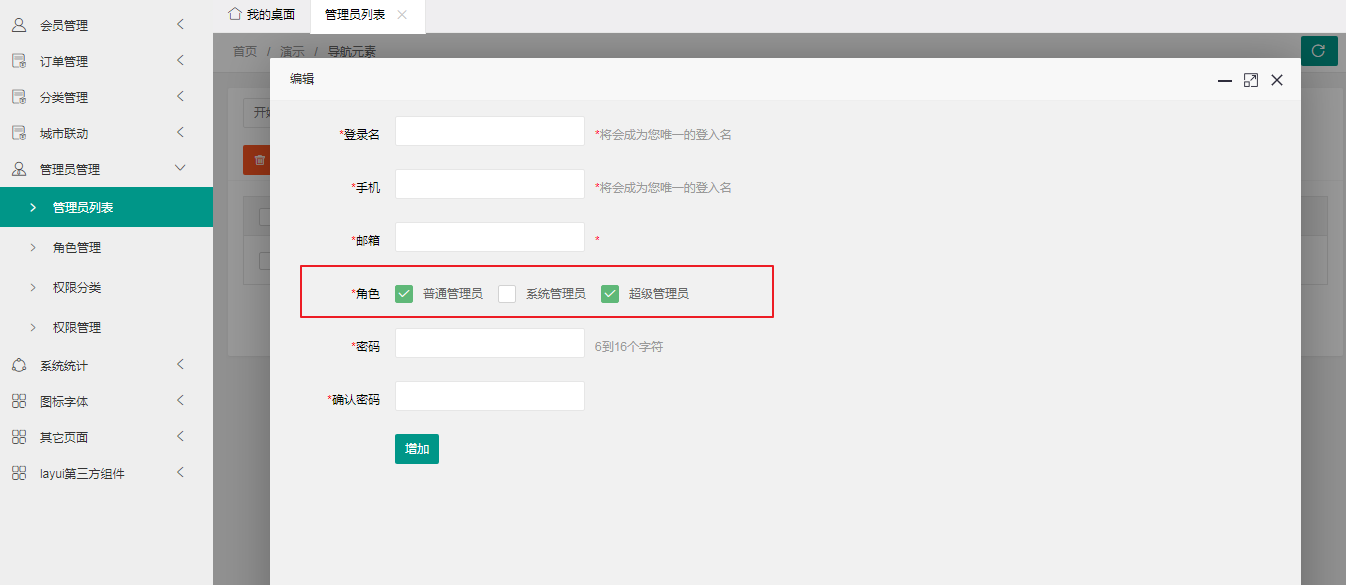 会员管理
订单管理
分类管理
城市联动
管理员管理
管理员列表
角色管理
权限分类
权限管理
系统统计
图标字体
其它页面
layui第三方组件
我的桌面
管理员列表
首页 / 演示 / 导航元素
编辑
*登录名
*将会成为您唯一的登入名
*手机
*将会成为您唯一的登入名
*邮箱
*
*角色 普通管理员 系统管理员 超级管理员
*密码
6到16个字符
*确认密码
增加